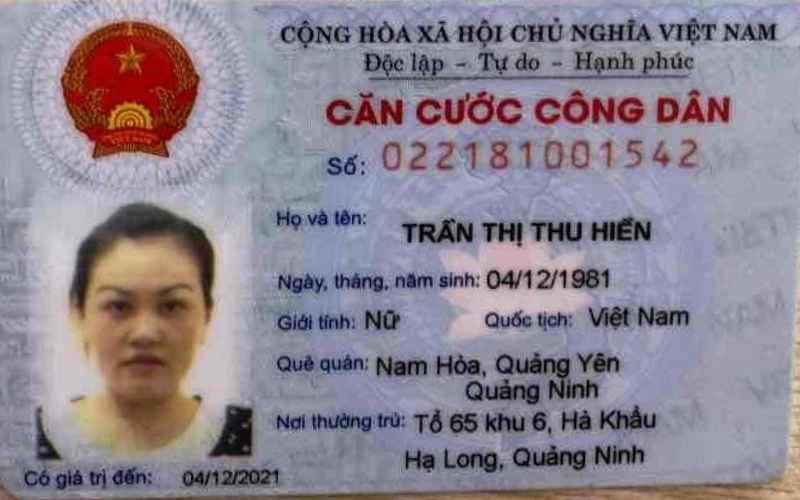 CỘNG HÒA XÃ HỘI CHỦ NGHĨA VIỆT NAM
Độc lập - Tự do - Hạnh phúc
CĂN CƯỚC CÔNG DÂN
Số: 022181001542
Họ và tên: TRẦN THỊ THU HIỀN
Ngày, tháng, năm sinh: 04/12/1981
Giới tính: Nữ Quốc tịch: Việt Nam
Quê quán: Nam Hòa, Quảng Yên
Quảng Ninh
Nơi thường trú: Tổ 65 khu 6, Hà Khẩu
Hạ Long, Quảng Ninh
Có giá trị đến: 04/12/2021
VIỆT NAM